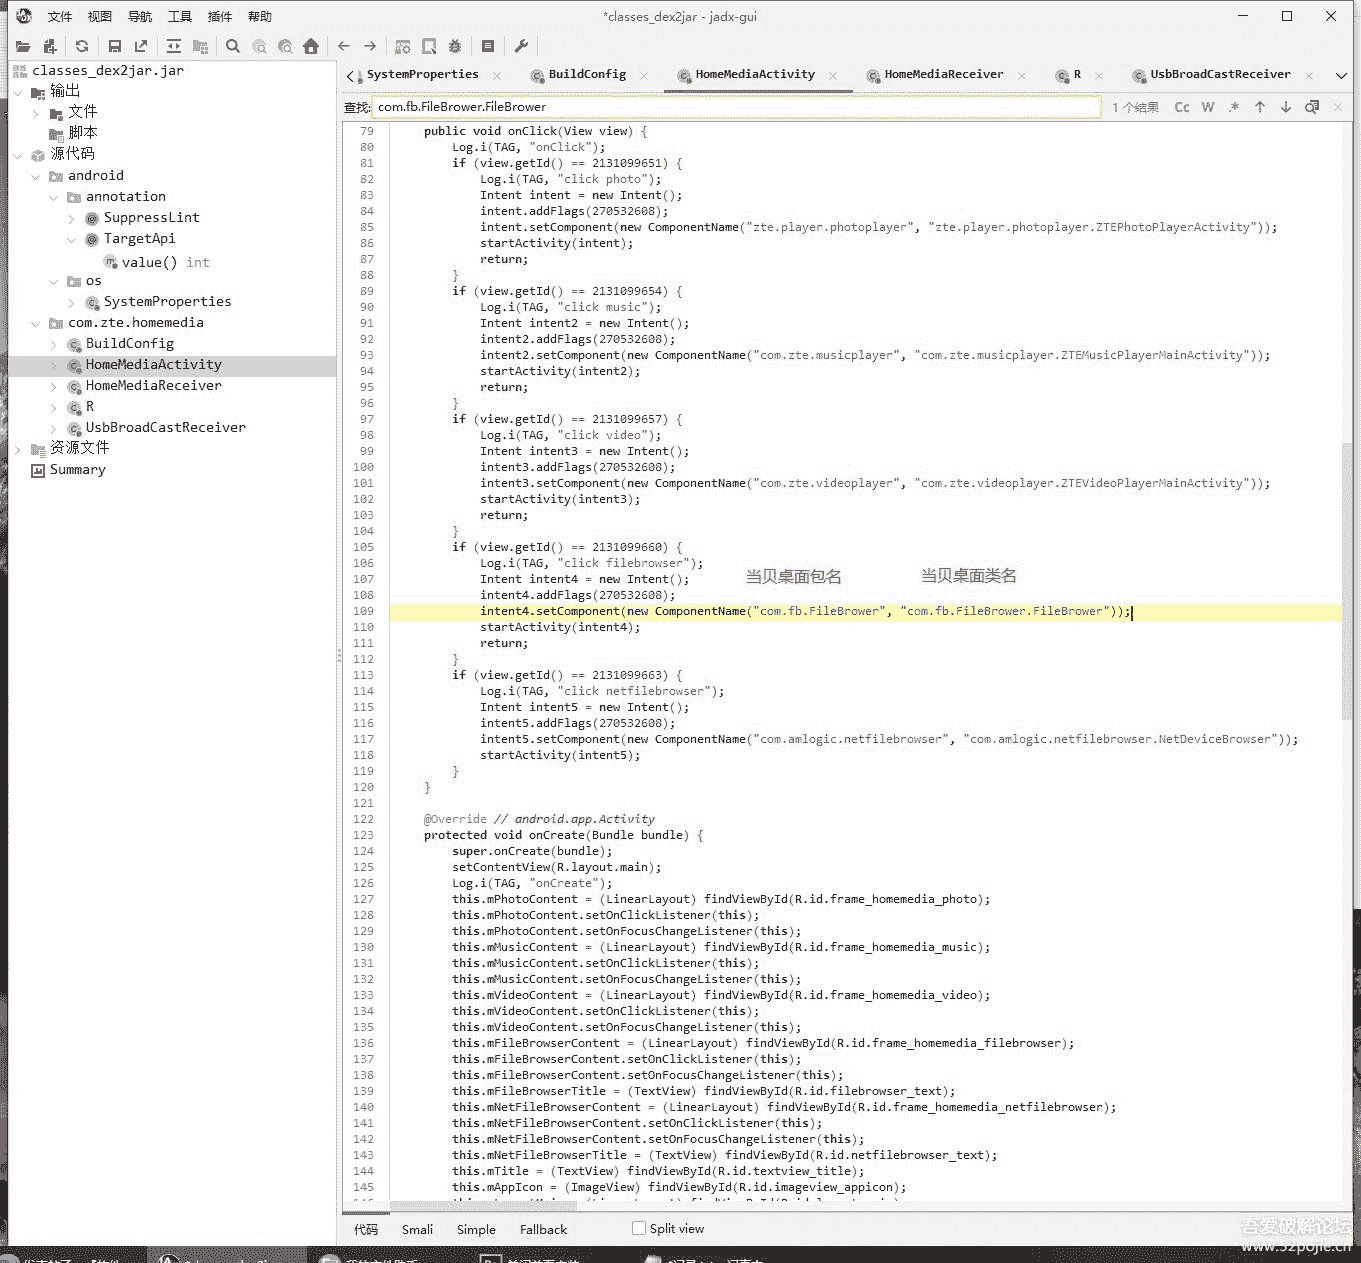 文件 视图 导航 工具 插件 帮助
*classes_dex2jar - jadx-gui
classes_dex2jar.jar
输出
文件
脚本
源代码
android
annotation
SuppressLint
TargetApi
value() int
os
SystemProperties
com.zte.homemedia
BuildConfig
HomeMediaActivity
HomeMediaReceiver
R
UsbBroadCastReceiver
资源文件
Summary
SystemProperties BuildConfig HomeMediaActivity HomeMediaReceiver R UsbBroadCastReceiver
查找: com.fb.FileBrower.FileBrower 1 个结果 Cc W .*
79 public void onClick(View view) {
80 Log.i(TAG, "onClick");
81 if (view.getId() == 2131099651) {
82 Log.i(TAG, "click photo");
83 Intent intent = new Intent();
84 intent.addFlags(270532608);
85 intent.setComponent(new ComponentName("zte.player.photoplayer", "zte.player.photoplayer.ZTEPhotoPlayerActivity"));
86 startActivity(intent);
87 return;
88 }
89 if (view.getId() == 2131099654) {
90 Log.i(TAG, "click music");
91 Intent intent2 = new Intent();
92 intent2.addFlags(270532608);
93 intent2.setComponent(new ComponentName("com.zte.musicplayer", "com.zte.musicplayer.ZTEMusicPlayerMainActivity"));
94 startActivity(intent2);
95 return;
96 }
97 if (view.getId() == 2131099657) {
98 Log.i(TAG, "click video");
99 Intent intent3 = new Intent();
100 intent3.addFlags(270532608);
101 intent3.setComponent(new ComponentName("com.zte.videoplayer", "com.zte.videoplayer.ZTEVideoPlayerMainActivity"));
102 startActivity(intent3);
103 return;
104 }
105 if (view.getId() == 2131099660) {
106 Log.i(TAG, "click filebrowser");
107 Intent intent4 = new Intent(); 当贝桌面包名 当贝桌面类名
108 intent4.addFlags(270532608);
109 intent4.setComponent(new ComponentName("com.fb.FileBrower", "com.fb.FileBrower.FileBrower"));
110 startActivity(intent4);
111 return;
112 }
113 if (view.getId() == 2131099663) {
114 Log.i(TAG, "click netfilebrowser");
115 Intent intent5 = new Intent();
116 intent5.addFlags(270532608);
117 intent5.setComponent(new ComponentName("com.amlogic.netfilebrowser", "com.amlogic.netfilebrowser.NetDeviceBrowser"));
118 startActivity(intent5);
119 }
120 }
121
122 @Override // android.app.Activity
123 protected void onCreate(Bundle bundle) {
124 super.onCreate(bundle);
125 setContentView(R.layout.main);
126 Log.i(TAG, "onCreate");
127 this.mPhotoContent = (LinearLayout) findViewById(R.id.frame_homemedia_photo);
128 this.mPhotoContent.setOnClickListener(this);
129 this.mPhotoContent.setOnFocusChangeListener(this);
130 this.mMusicContent = (LinearLayout) findViewById(R.id.frame_homemedia_music);
131 this.mMusicContent.setOnClickListener(this);
132 this.mMusicContent.setOnFocusChangeListener(this);
133 this.mVideoContent = (LinearLayout) findViewById(R.id.frame_homemedia_video);
134 this.mVideoContent.setOnClickListener(this);
135 this.mVideoContent.setOnFocusChangeListener(this);
136 this.mFileBrowserContent = (LinearLayout) findViewById(R.id.frame_homemedia_filebrowser);
137 this.mFileBrowserContent.setOnClickListener(this);
138 this.mFileBrowserContent.setOnFocusChangeListener(this);
139 this.mFileBrowserTitle = (TextView) findViewById(R.id.filebrowser_text);
140 this.mNetFileBrowserContent = (LinearLayout) findViewById(R.id.frame_homemedia_netfilebrowser);
141 this.mNetFileBrowserContent.setOnClickListener(this);
142 this.mNetFileBrowserContent.setOnFocusChangeListener(this);
143 this.mNetFileBrowserTitle = (TextView) findViewById(R.id.netfilebrowser_text);
144 this.mTitle = (TextView) findViewById(R.id.textview_title);
145 this.mAppIcon = (ImageView) findViewById(R.id.imageview_appicon);
代码 Smali Simple Fallback Split view
吾爱破解论坛
www.52pojie.cn